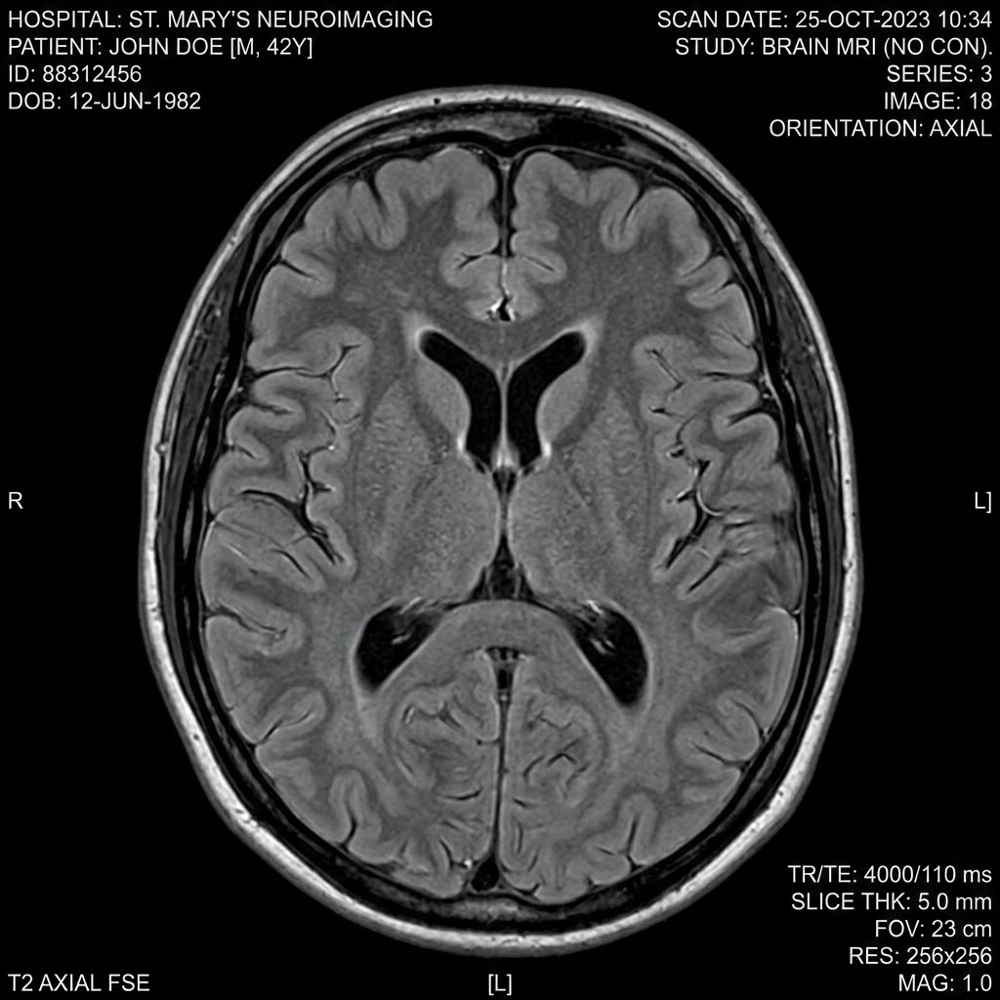 HOSPITAL: ST. MARY'S NEUROIMAGING
PATIENT: JOHN DOE [M, 42Y]
ID: 88312456
DOB: 12-JUN-1982
SCAN DATE: 25-OCT-2023 10:34
STUDY: BRAIN MRI (NO CON).
SERIES: 3
IMAGE: 18
ORIENTATION: AXIAL
R
L]
TR/TE: 4000/110 ms
SLICE THK: 5.0 mm
FOV: 23 cm
RES: 256x256
MAG: 1.0
T2 AXIAL FSE
[L]